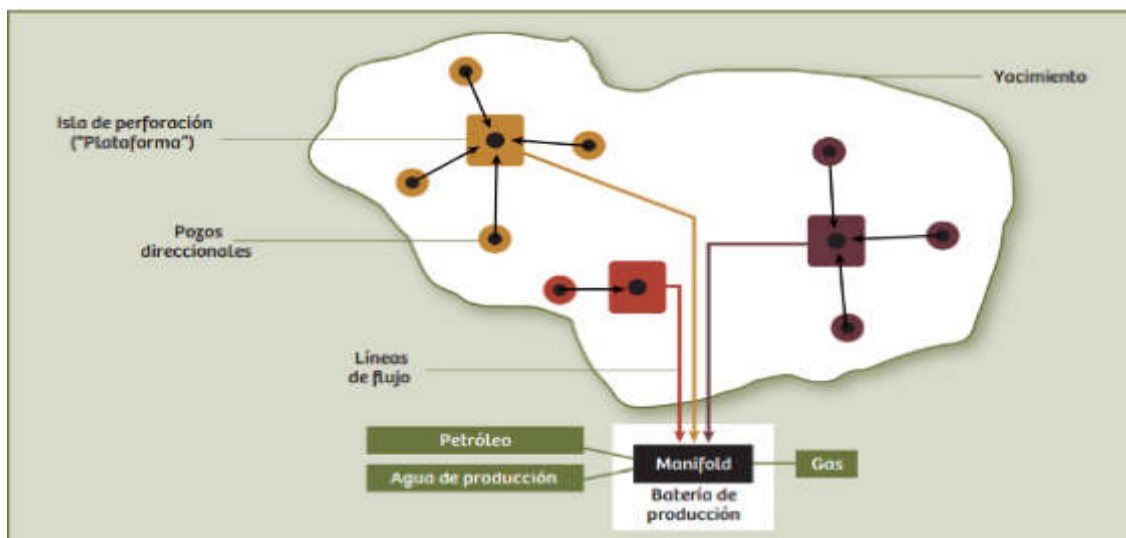 Yacimiento
Isla de perforación
("Plataforma")
Pozos
direccionales
Líneas
de flujo
Petróleo
Agua de producción
Manifold
Gas
Batería de
producción